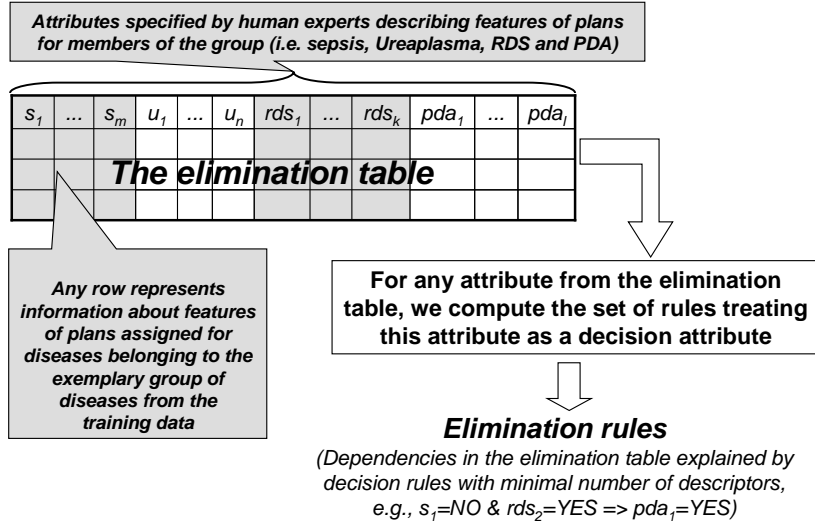 Attributes specified by human experts describing features of plans
for members of the group (i.e. sepsis, Ureaplasma, RDS and PDA)
s1 ... sm u1 ... un rds1 ... rdsk pda1 ... pdal
The elimination table
Any row represents
information about features
of plans assigned for
diseases belonging to the
exemplary group of
diseases from the
training data
For any attribute from the elimination
table, we compute the set of rules treating
this attribute as a decision attribute
Elimination rules
(Dependencies in the elimination table explained by
decision rules with minimal number of descriptors,
e.g., s1=NO & rds2=YES => pda1=YES)